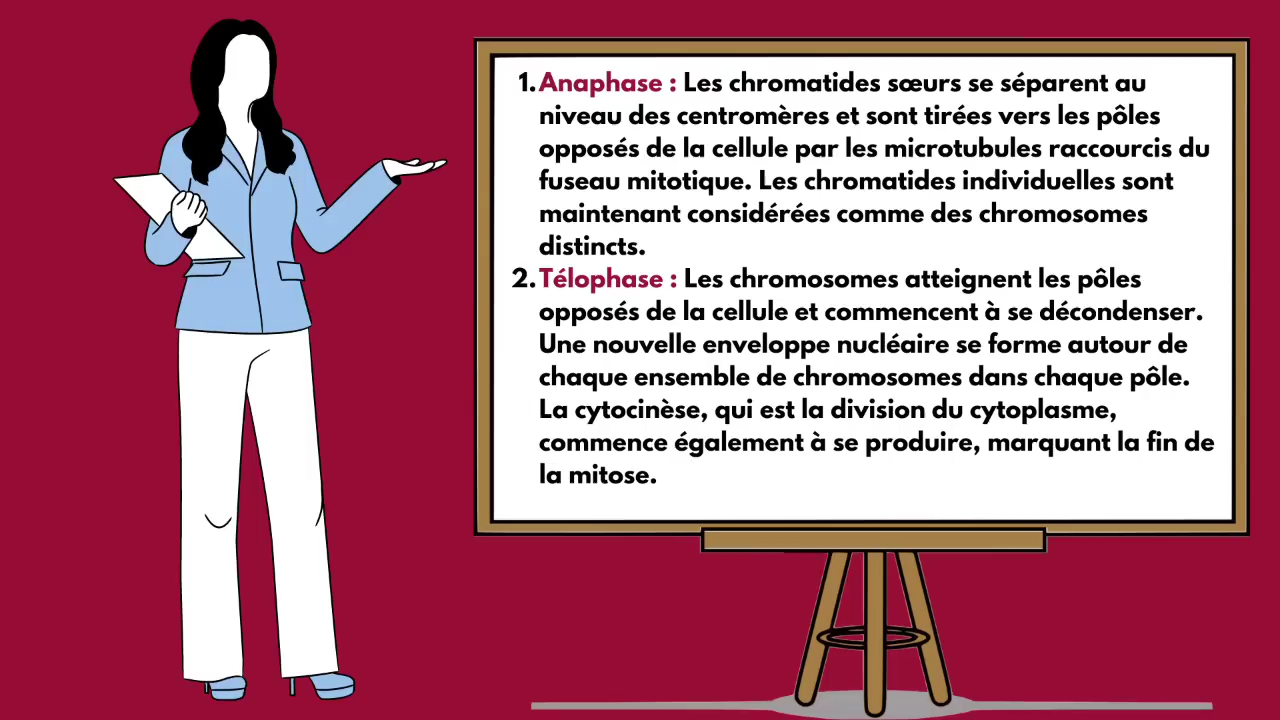 1. Anaphase : Les chromatides sœurs se séparent au
niveau des centromères et sont tirées vers les pôles
opposés de la cellule par les microtubules raccourcis du
fuseau mitotique. Les chromatides individuelles sont
maintenant considérées comme des chromosomes
distincts.
2. Télophase : Les chromosomes atteignent les pôles
opposés de la cellule et commencent à se décondenser.
Une nouvelle enveloppe nucléaire se forme autour de
chaque ensemble de chromosomes dans chaque pôle.
La cytocinèse, qui est la division du cytoplasme,
commence également à se produire, marquant la fin de
la mitose.